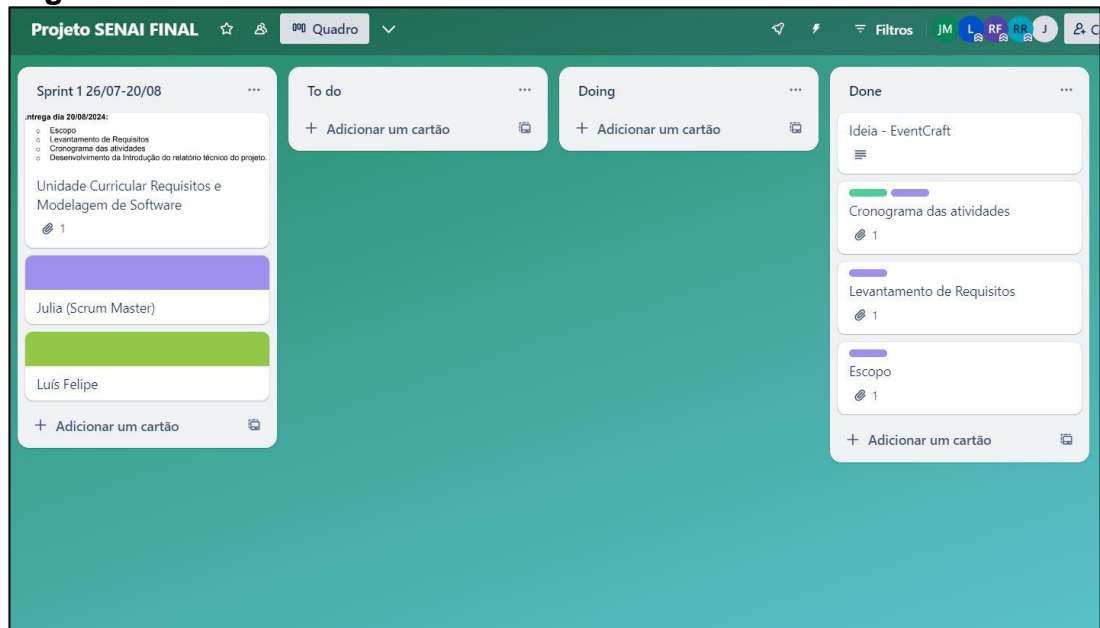 Projeto SENAI FINAL
Quadro
Filtros
JM
L
RF
RR
J
Sprint 1 26/07-20/08
ntrega dia 20/08/2024:
Escopo
Levantamento de Requisitos
Cronograma das atividades
Desenvolvimento da Introdução do relatório técnico do projeto.
Unidade Curricular Requisitos e
Modelagem de Software
1
Julia (Scrum Master)
Luís Felipe
+ Adicionar um cartão
To do
+ Adicionar um cartão
Doing
+ Adicionar um cartão
Done
Ideia - EventCraft
Cronograma das atividades
1
Levantamento de Requisitos
1
Escopo
1
+ Adicionar um cartão